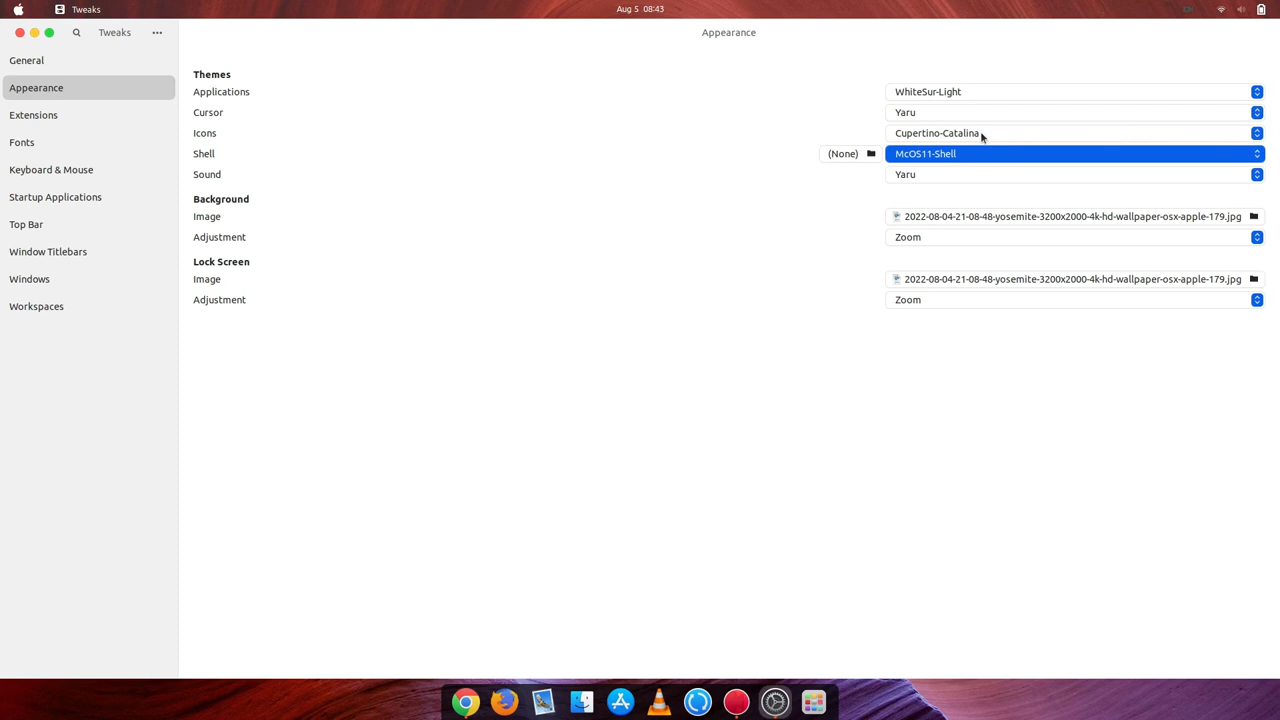 Tweaks
Aug 5 08:43
Tweaks
Appearance
General
Appearance
Extensions
Fonts
Keyboard & Mouse
Startup Applications
Top Bar
Window Titlebars
Windows
Workspaces
Themes
Applications
WhiteSur-Light
Cursor
Yaru
Icons
Cupertino-Catalina
Shell
(None)
McOS11-Shell
Sound
Yaru
Background
Image
2022-08-04-21-08-48-yosemite-3200x2000-4k-hd-wallpaper-osx-apple-179.jpg
Adjustment
Zoom
Lock Screen
Image
2022-08-04-21-08-48-yosemite-3200x2000-4k-hd-wallpaper-osx-apple-179.jpg
Adjustment
Zoom